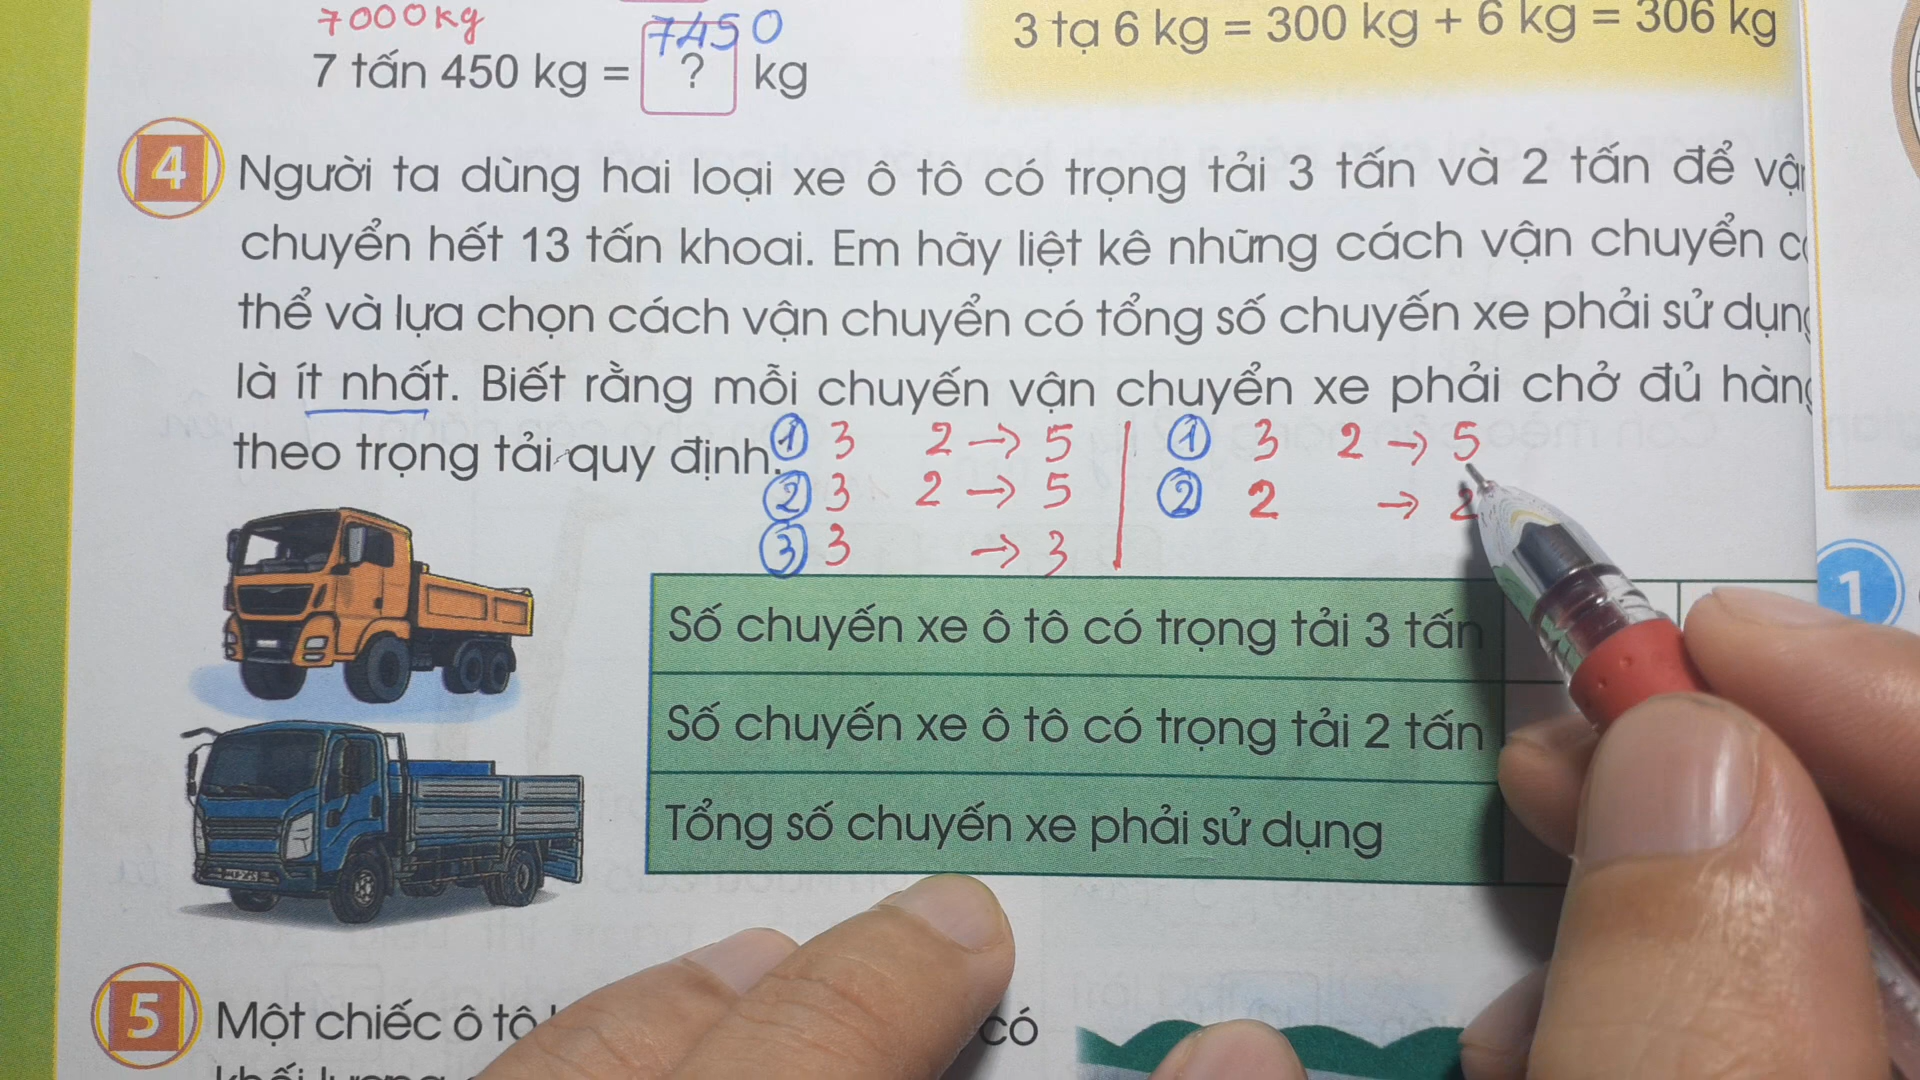 7000kg
7450
7 tấn 450 kg = ? kg
3 tạ 6 kg = 300 kg + 6 kg = 306 kg
4 Người ta dùng hai loại xe ô tô có trọng tải 3 tấn và 2 tấn để
chuyển hết 13 tấn khoai. Em hãy liệt kê những cách vận chuyển
thể và lựa chọn cách vận chuyển có tổng số chuyến xe phải sử
là ít nhất. Biết rằng mỗi chuyến vận chuyển xe phải chở đủ
theo trọng tải quy định.
1 3 2 → 5
2 3 2 → 5
3 3 → 3
1 3 2 → 5
2 2 → 2
Số chuyến xe ô tô có trọng tải 3 tấn
Số chuyến xe ô tô có trọng tải 2 tấn
Tổng số chuyến xe phải sử dụng
1
5 Một chiếc ô tô có
khối lượng